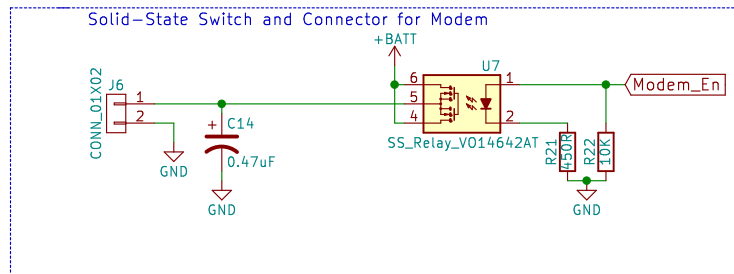 Solid-State Switch and Connector for Modem
+BATT
U7
J6
CONN_01X02
1
2
6
5
4
1
2
Modem_En
+
C14
0.47uF
SS_Relay_VO14642AT
R21
450R
R22
10K
GND
GND
GND